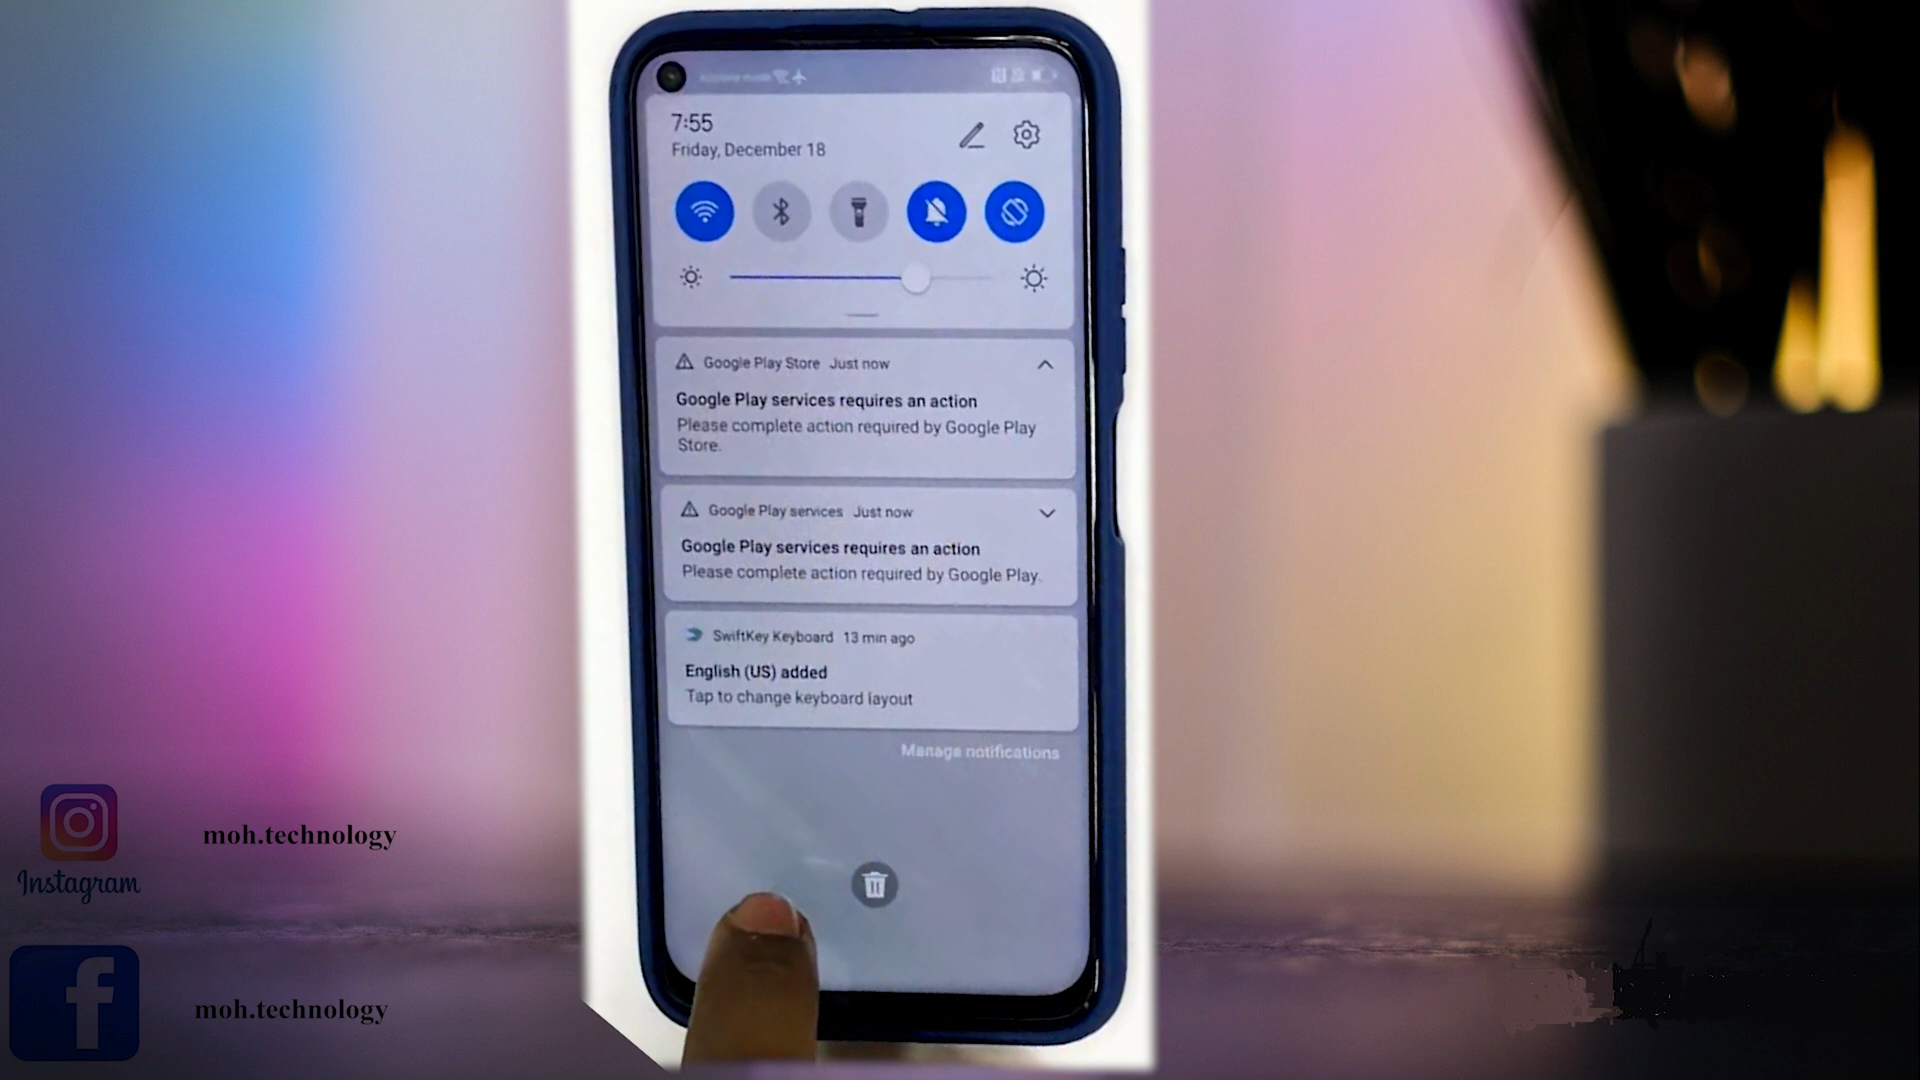 Airplane mode
7:55
Friday, December 18
Google Play Store Just now
Google Play services requires an action
Please complete action required by Google Play
Store.
Google Play services Just now
Google Play services requires an action
Please complete action required by Google Play.
SwiftKey Keyboard 13 min ago
English (US) added
Tap to change keyboard layout
Manage notifications
moh.technology
Instagram
f
moh.technology